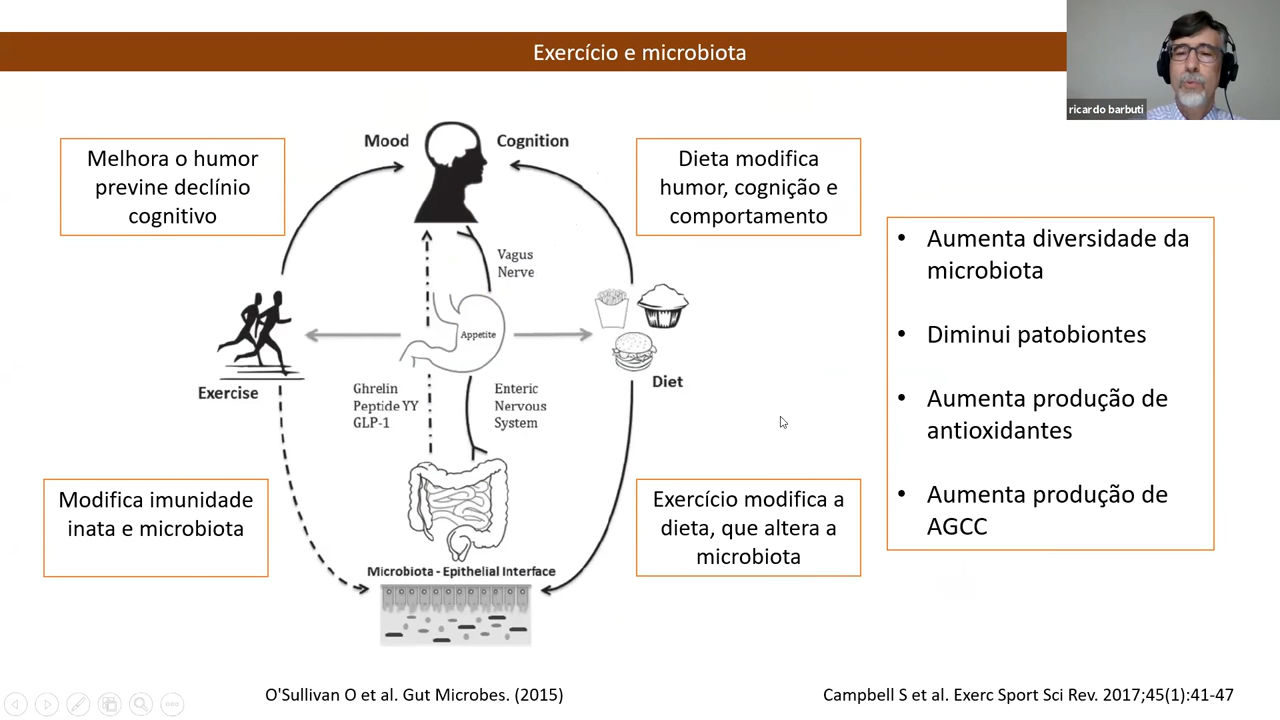 Exercício e microbiota
ricardo barbuti
Melhora o humor
previne declínio
cognitivo
Mood
Cognition
Dieta modifica
humor, cognição e
comportamento
• Aumenta diversidade da
microbiota
• Diminui patobiontes
• Aumenta produção de
antioxidantes
• Aumenta produção de
AGCC
Vagus
Nerve
Appetite
Exercise
Diet
Ghrelin
Peptide YY
GLP-1
Enteric
Nervous
System
Modifica imunidade
inata e microbiota
Exercício modifica a
dieta, que altera a
microbiota
Microbiota - Epithelial Interface
O'Sullivan O et al. Gut Microbes. (2015)
Campbell S et al. Exerc Sport Sci Rev. 2017;45(1):41-47